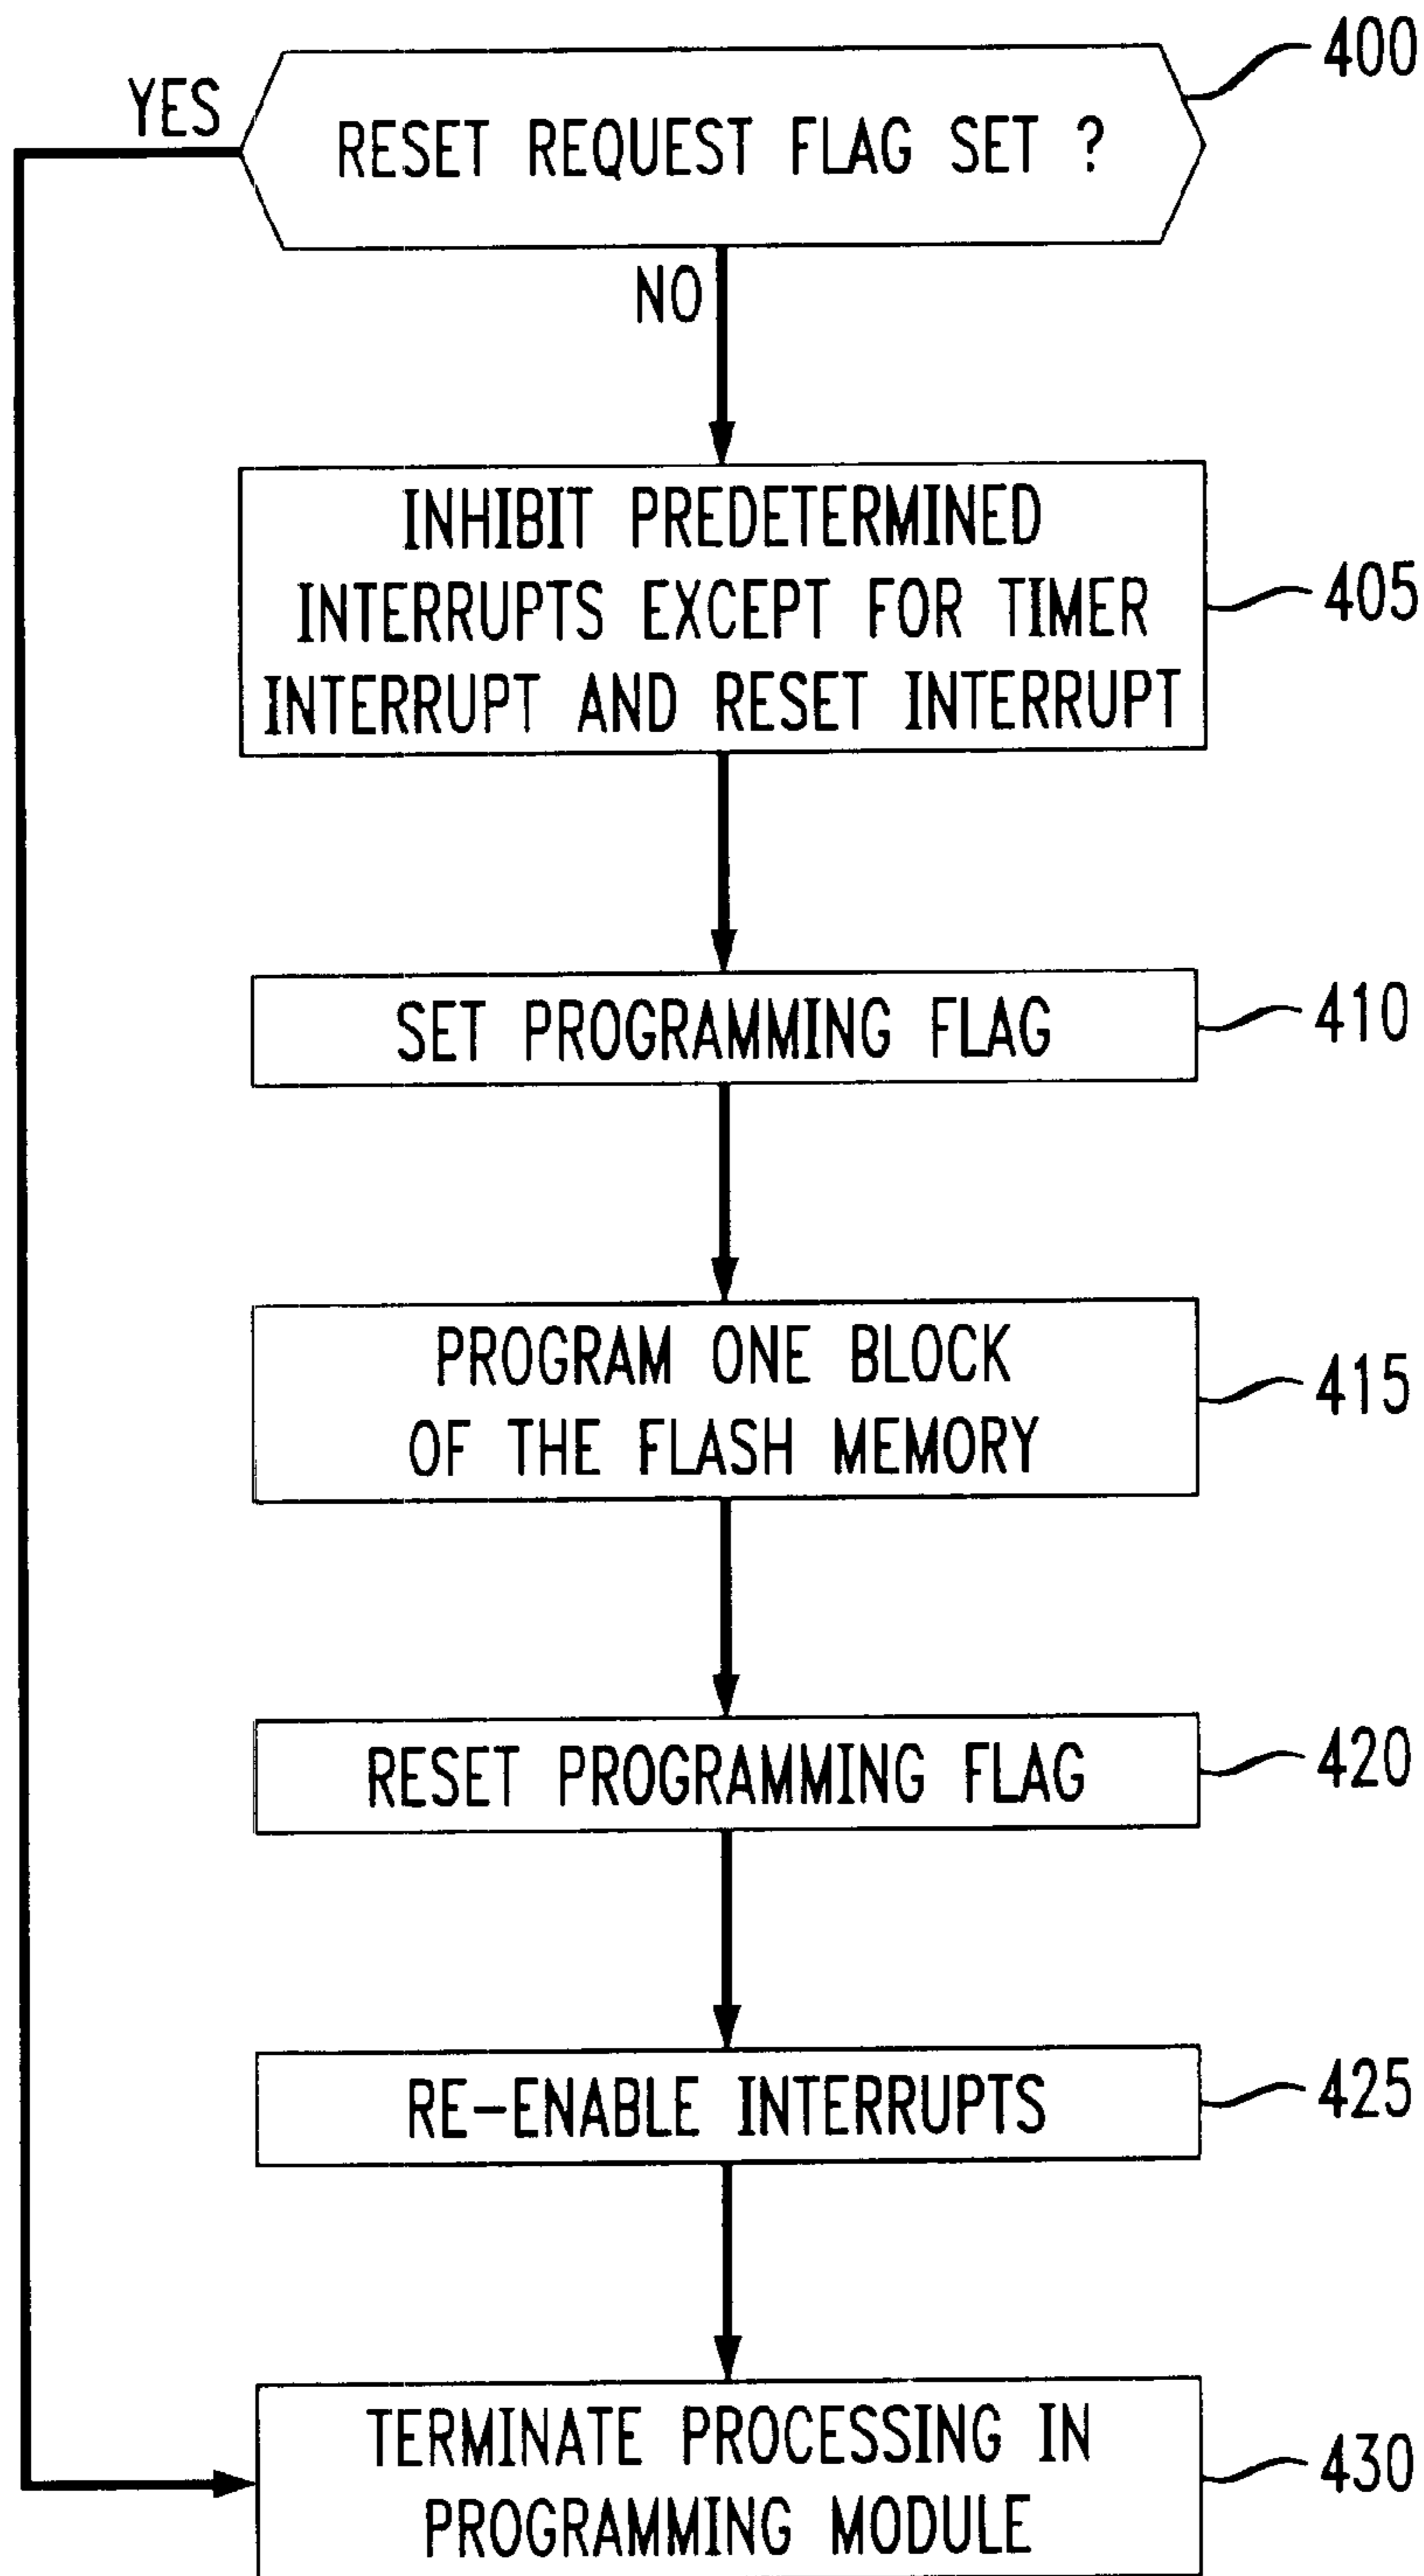 400
YES
RESET REQUEST FLAG SET ?
NO
INHIBIT PREDETERMINED
INTERRUPTS EXCEPT FOR TIMER
INTERRUPT AND RESET INTERRUPT
405
SET PROGRAMMING FLAG
410
PROGRAM ONE BLOCK
OF THE FLASH MEMORY
415
RESET PROGRAMMING FLAG
420
RE-ENABLE INTERRUPTS
425
TERMINATE PROCESSING IN
PROGRAMMING MODULE
430